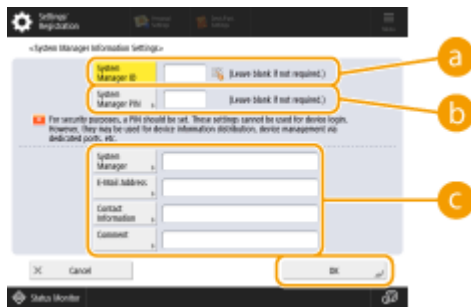 Settings/
Registration
Menu
<System Manager Information Settings>
System
Manager ID
(Leave blank if not required.)
a
System
Manager PIN
(Leave blank if not required.)
b
For security purposes, a PIN should be set. These settings cannot be used for device login.
However, they may be used for device information distribution, device management via
dedicated ports, etc.
System
Manager
E-Mail Address
c
Contact
Information
Comment
Cancel
OK
Status Monitor